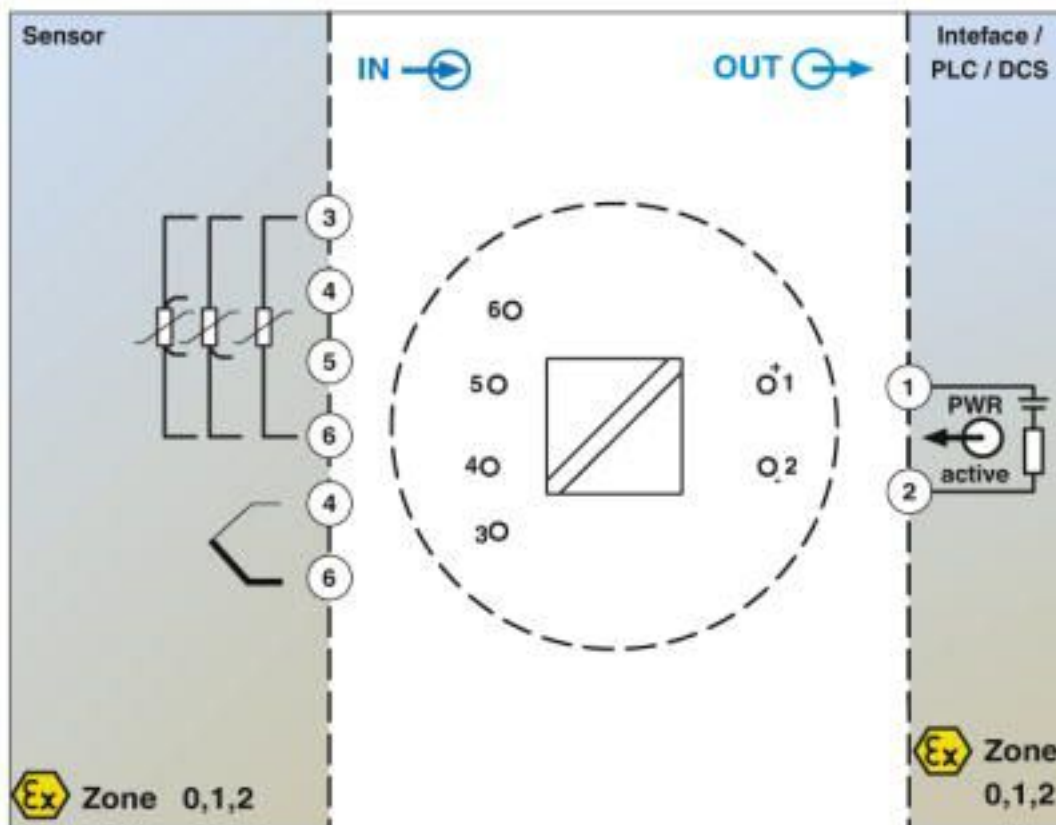 Sensor
IN
OUT
Inteface /
PLC / DCS
3
4
5
6
4
6
6
5
4
3
+
1
2
-
1
PWR
active
2
Ex Zone 0,1,2
Ex Zone
0,1,2